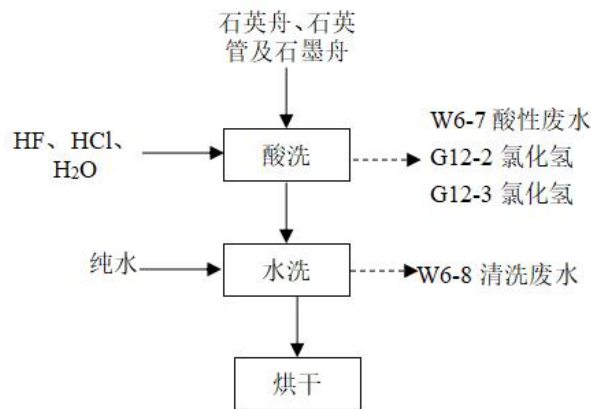 石英舟、石英
管及石墨舟
HF、HCl、
H₂O
酸洗
W6-7 酸性废水
G12-2 氯化氢
G12-3 氯化氢
纯水
水洗
W6-8 清洗废水
烘干